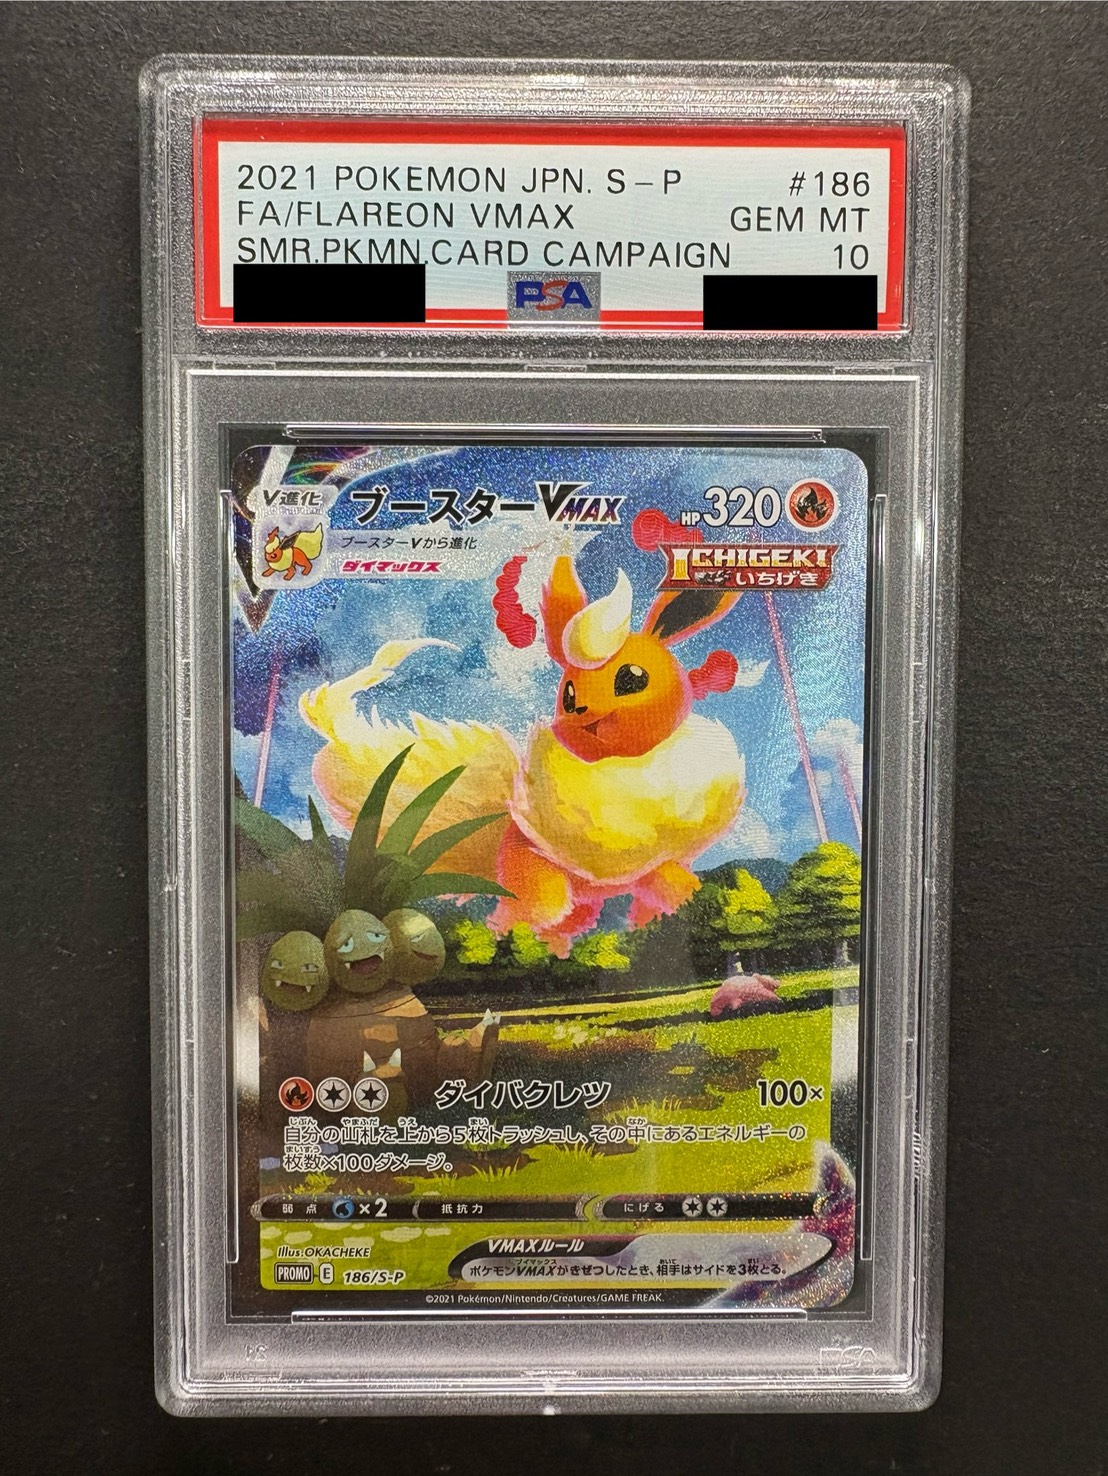 2021 POKEMON JPN. S-P #186
FA/FLAREON VMAX GEM MT
SMR.PKMN.CARD CAMPAIGN 10
PSA
V進化 ブースターVMAX HP320
ブースターVから進化
ダイマックス
ICHIGEKI
いちげき
ダイバクレツ 100×
自分の山札を上から5枚トラッシュし、その中にあるエネルギーの
枚数×100ダメージ。
弱点 ×2 抵抗力 にげる
Illus.OKACHEKE VMAXルール
PROMO E 186/S-P ポケモンVMAXがきぜつしたとき、相手はサイドを3枚とる。
©2021 Pokémon/Nintendo/Creatures/GAME FREAK.
PSA